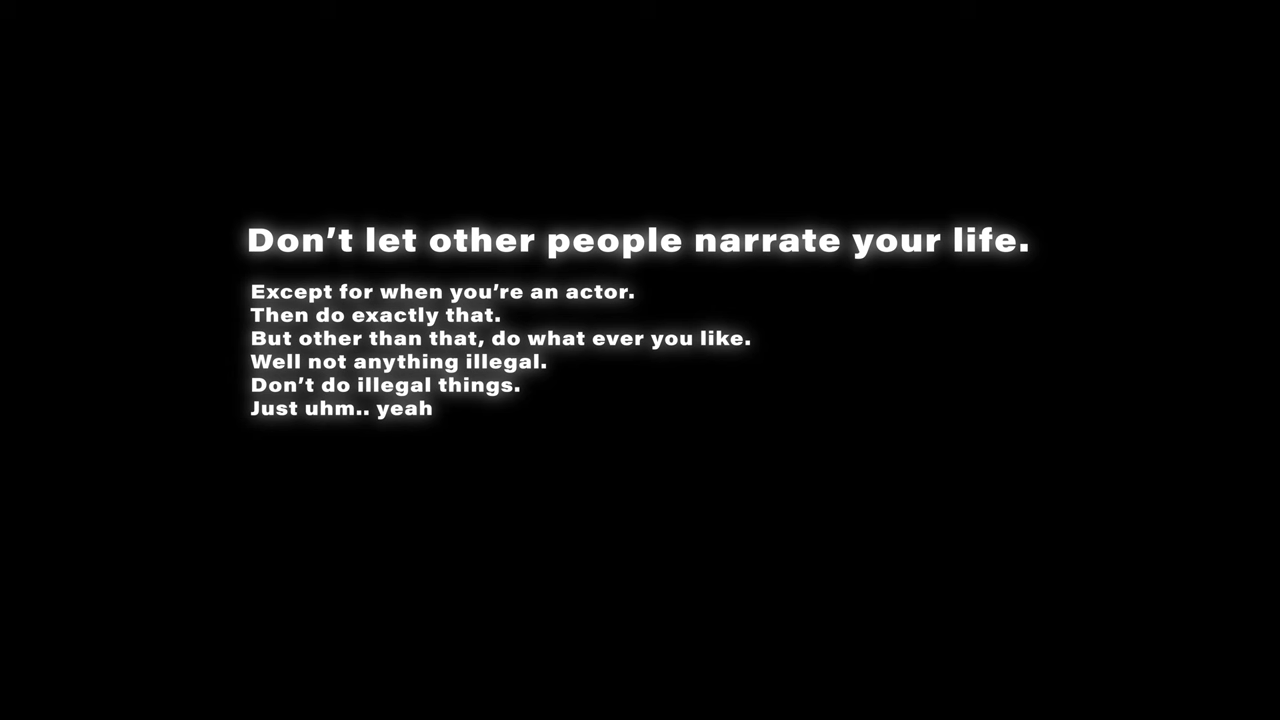 Don’t let other people narrate your life.
Except for when you’re an actor.
Then do exactly that.
But other than that, do what ever you like.
Well not anything illegal.
Don’t do illegal things.
Just uhm.. yeah